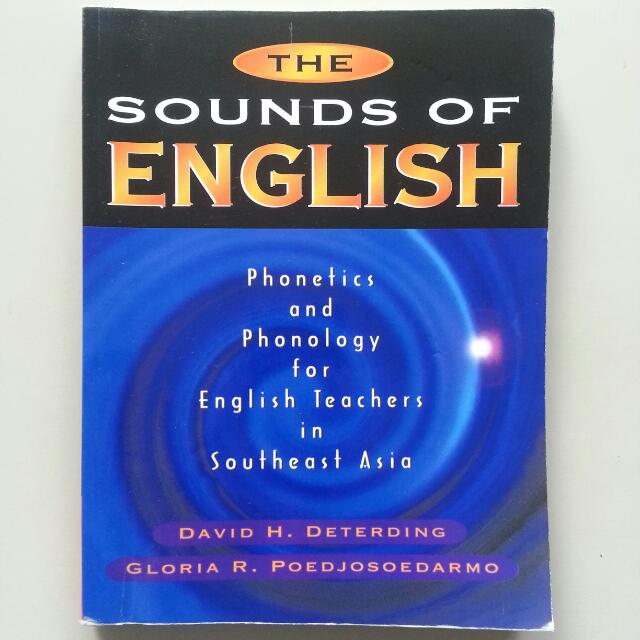 THE
SOUNDS OF
ENGLISH
Phonetics
and
Phonology
for
English Teachers
in
Southeast Asia
DAVID H. DETERDING
GLORIA R. POEDJOSOEDARMO